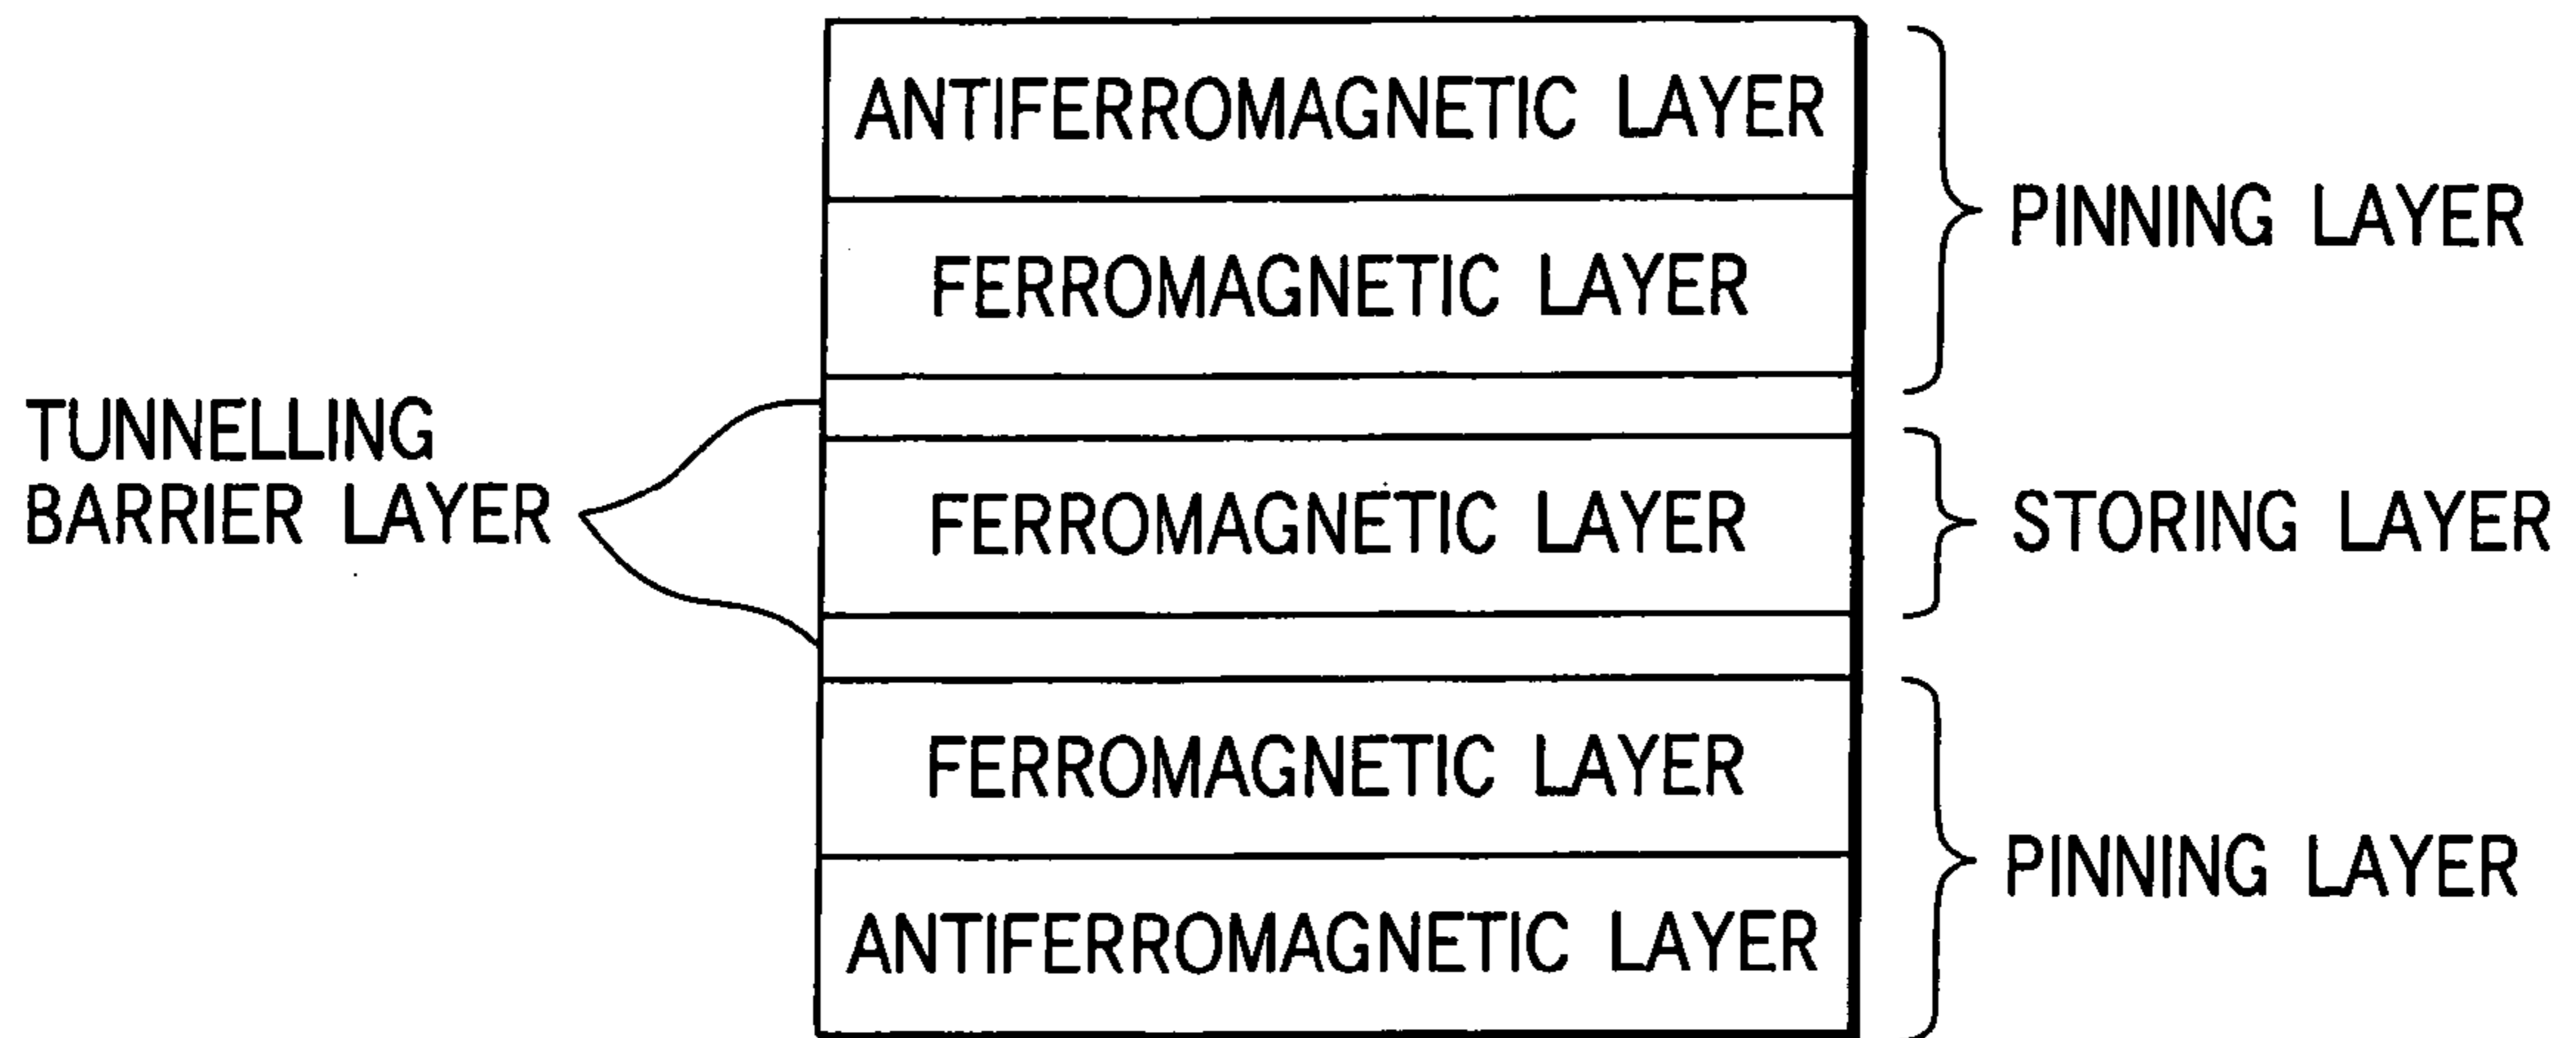 ANTIFERROMAGNETIC LAYER
FERROMAGNETIC LAYER
PINNING LAYER
TUNNELLING
BARRIER LAYER
FERROMAGNETIC LAYER
STORING LAYER
FERROMAGNETIC LAYER
PINNING LAYER
ANTIFERROMAGNETIC LAYER